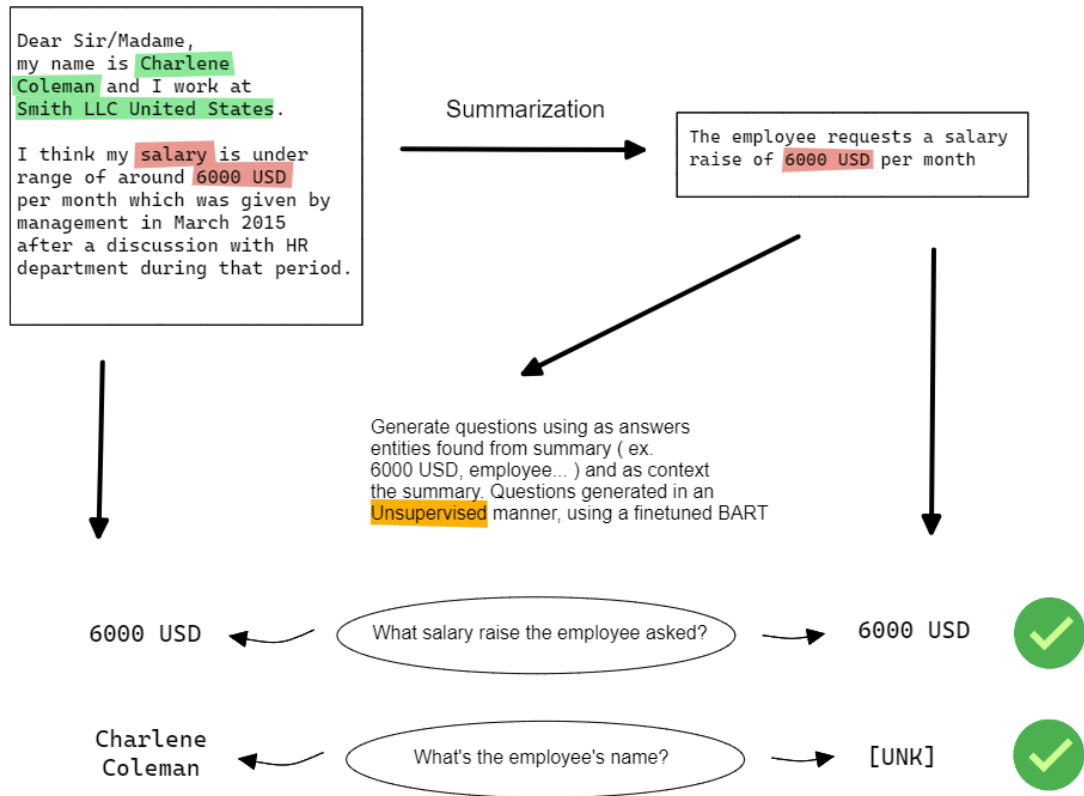 Dear Sir/Madame,
my name is Charlene
Coleman and I work at
Smith LLC United States.
I think my salary is under
range of around 6000 USD
per month which was given by
management in March 2015
after a discussion with HR
department during that period.
Summarization
The employee requests a salary
raise of 6000 USD per month
Generate questions using as answers
entities found from summary ( ex.
6000 USD, employee... ) and as context
the summary. Questions generated in an
Unsupervised manner, using a finetuned BART
6000 USD
What salary raise the employee asked?
6000 USD
Charlene
Coleman
What's the employee's name?
[UNK]